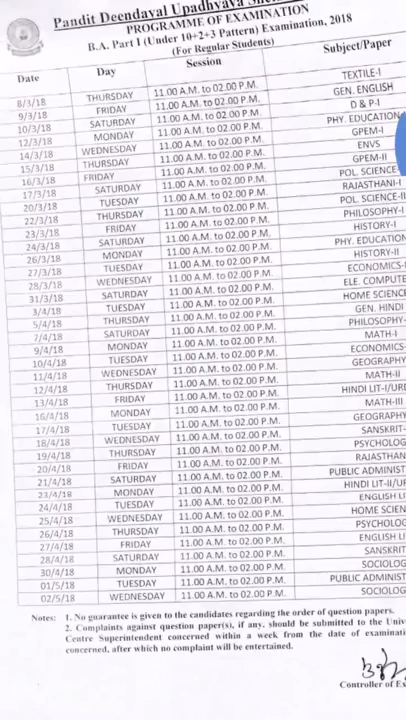 Pandit Deendayal Upadhyaya
PROGRAMME OF EXAMINATION
B.A. Part I (Under 10+2+3 Pattern) Examination, 2018
(For Regular Students)
Date Day Session Subject/Paper
8/3/18 THURSDAY 11.00 A.M. to 02.00 P.M. TEXTILE-I
9/3/18 FRIDAY 11.00 A.M. to 02.00 P.M. GEN. ENGLISH
10/3/18 SATURDAY 11.00 A.M. to 02.00 P.M. D & P-I
12/3/18 MONDAY 11.00 A.M. to 02.00 P.M. PHY. EDUCATION
14/3/18 WEDNESDAY 11.00 A.M. to 02.00 P.M. GPEM-I
15/3/18 THURSDAY 11.00 A.M. to 02.00 P.M. ENVS
16/3/18 FRIDAY 11.00 A.M. to 02.00 P.M. GPEM-II
17/3/18 SATURDAY 11.00 A.M. to 02.00 P.M. POL. SCIENCE-
20/3/18 TUESDAY 11.00 A.M. to 02.00 P.M. RAJASTHANI-I
22/3/18 THURSDAY 11.00 A.M. to 02.00 P.M. POL. SCIENCE-II
23/3/18 FRIDAY 11.00 A.M. to 02.00 P.M. PHILOSOPHY-I
24/3/18 SATURDAY 11.00 A.M. to 02.00 P.M. HISTORY-I
26/3/18 MONDAY 11.00 A.M. to 02.00 P.M. PHY. EDUCATION
27/3/18 TUESDAY 11.00 A.M. to 02.00 P.M. HISTORY-II
28/3/18 WEDNESDAY 11.00 A.M. to 02.00 P.M. ECONOMICS-
31/3/18 SATURDAY 11.00 A.M. to 02.00 P.M. ELE. COMPUTE
3/4/18 TUESDAY 11.00 A.M. to 02.00 P.M. HOME SCIENC
5/4/18 THURSDAY 11.00 A.M. to 02.00 P.M. GEN. HINDI
7/4/18 SATURDAY 11.00 A.M. to 02.00 P.M. PHILOSOPHY-
9/4/18 MONDAY 11.00 A.M. to 02.00 P.M. MATH-I
10/4/18 TUESDAY 11.00 A.M. to 02.00 P.M. ECONOMICS-
11/4/18 WEDNESDAY 11.00 A.M. to 02.00 P.M. GEOGRAPHY
12/4/18 THURSDAY 11.00 A.M. to 02.00 P.M. MATH-II
13/4/18 FRIDAY 11.00 A.M. to 02.00 P.M. HINDI LIT-I/UR
16/4/18 MONDAY 11.00 A.M. to 02.00 P.M. MATH-III
17/4/18 TUESDAY 11.00 A.M. to 02.00 P.M. GEOGRAPHY
18/4/18 WEDNESDAY 11.00 A.M. to 02.00 P.M. SANSKRIT-
19/4/18 THURSDAY 11.00 A.M. to 02.00 P.M. PSYCHOLOG
20/4/18 FRIDAY 11.00 A.M. to 02.00 P.M. RAJASTHAN
21/4/18 SATURDAY 11.00 A.M. to 02.00 P.M. PUBLIC ADMINIST
23/4/18 MONDAY 11.00 A.M. to 02.00 P.M. HINDI LIT-II/UR
24/4/18 TUESDAY 11.00 A.M. to 02.00 P.M. ENGLISH LI
25/4/18 WEDNESDAY 11.00 A.M. to 02.00 P.M. HOME SCIEN
26/4/18 THURSDAY 11.00 A.M. to 02.00 P.M. PSYCHOLOG
27/4/18 FRIDAY 11.00 A.M. to 02.00 P.M. ENGLISH LI
28/4/18 SATURDAY 11.00 A.M. to 02.00 P.M. SANSKRIT
30/4/18 MONDAY 11.00 A.M. to 02.00 P.M. SOCIOLOG
01/5/18 TUESDAY 11.00 A.M. to 02.00 P.M. PUBLIC ADMINIST
02/5/18 WEDNESDAY 11.00 A.M. to 02.00 P.M. SOCIOLOG
Notes: 1. No guarantee is given to the candidates regarding the order of question papers.
2. Complaints against question paper(s), if any, should be submitted to the Univ
Centre Superintendent concerned within a week from the date of examinati
concerned, after which no complaint will be entertained.
Controller of Ex